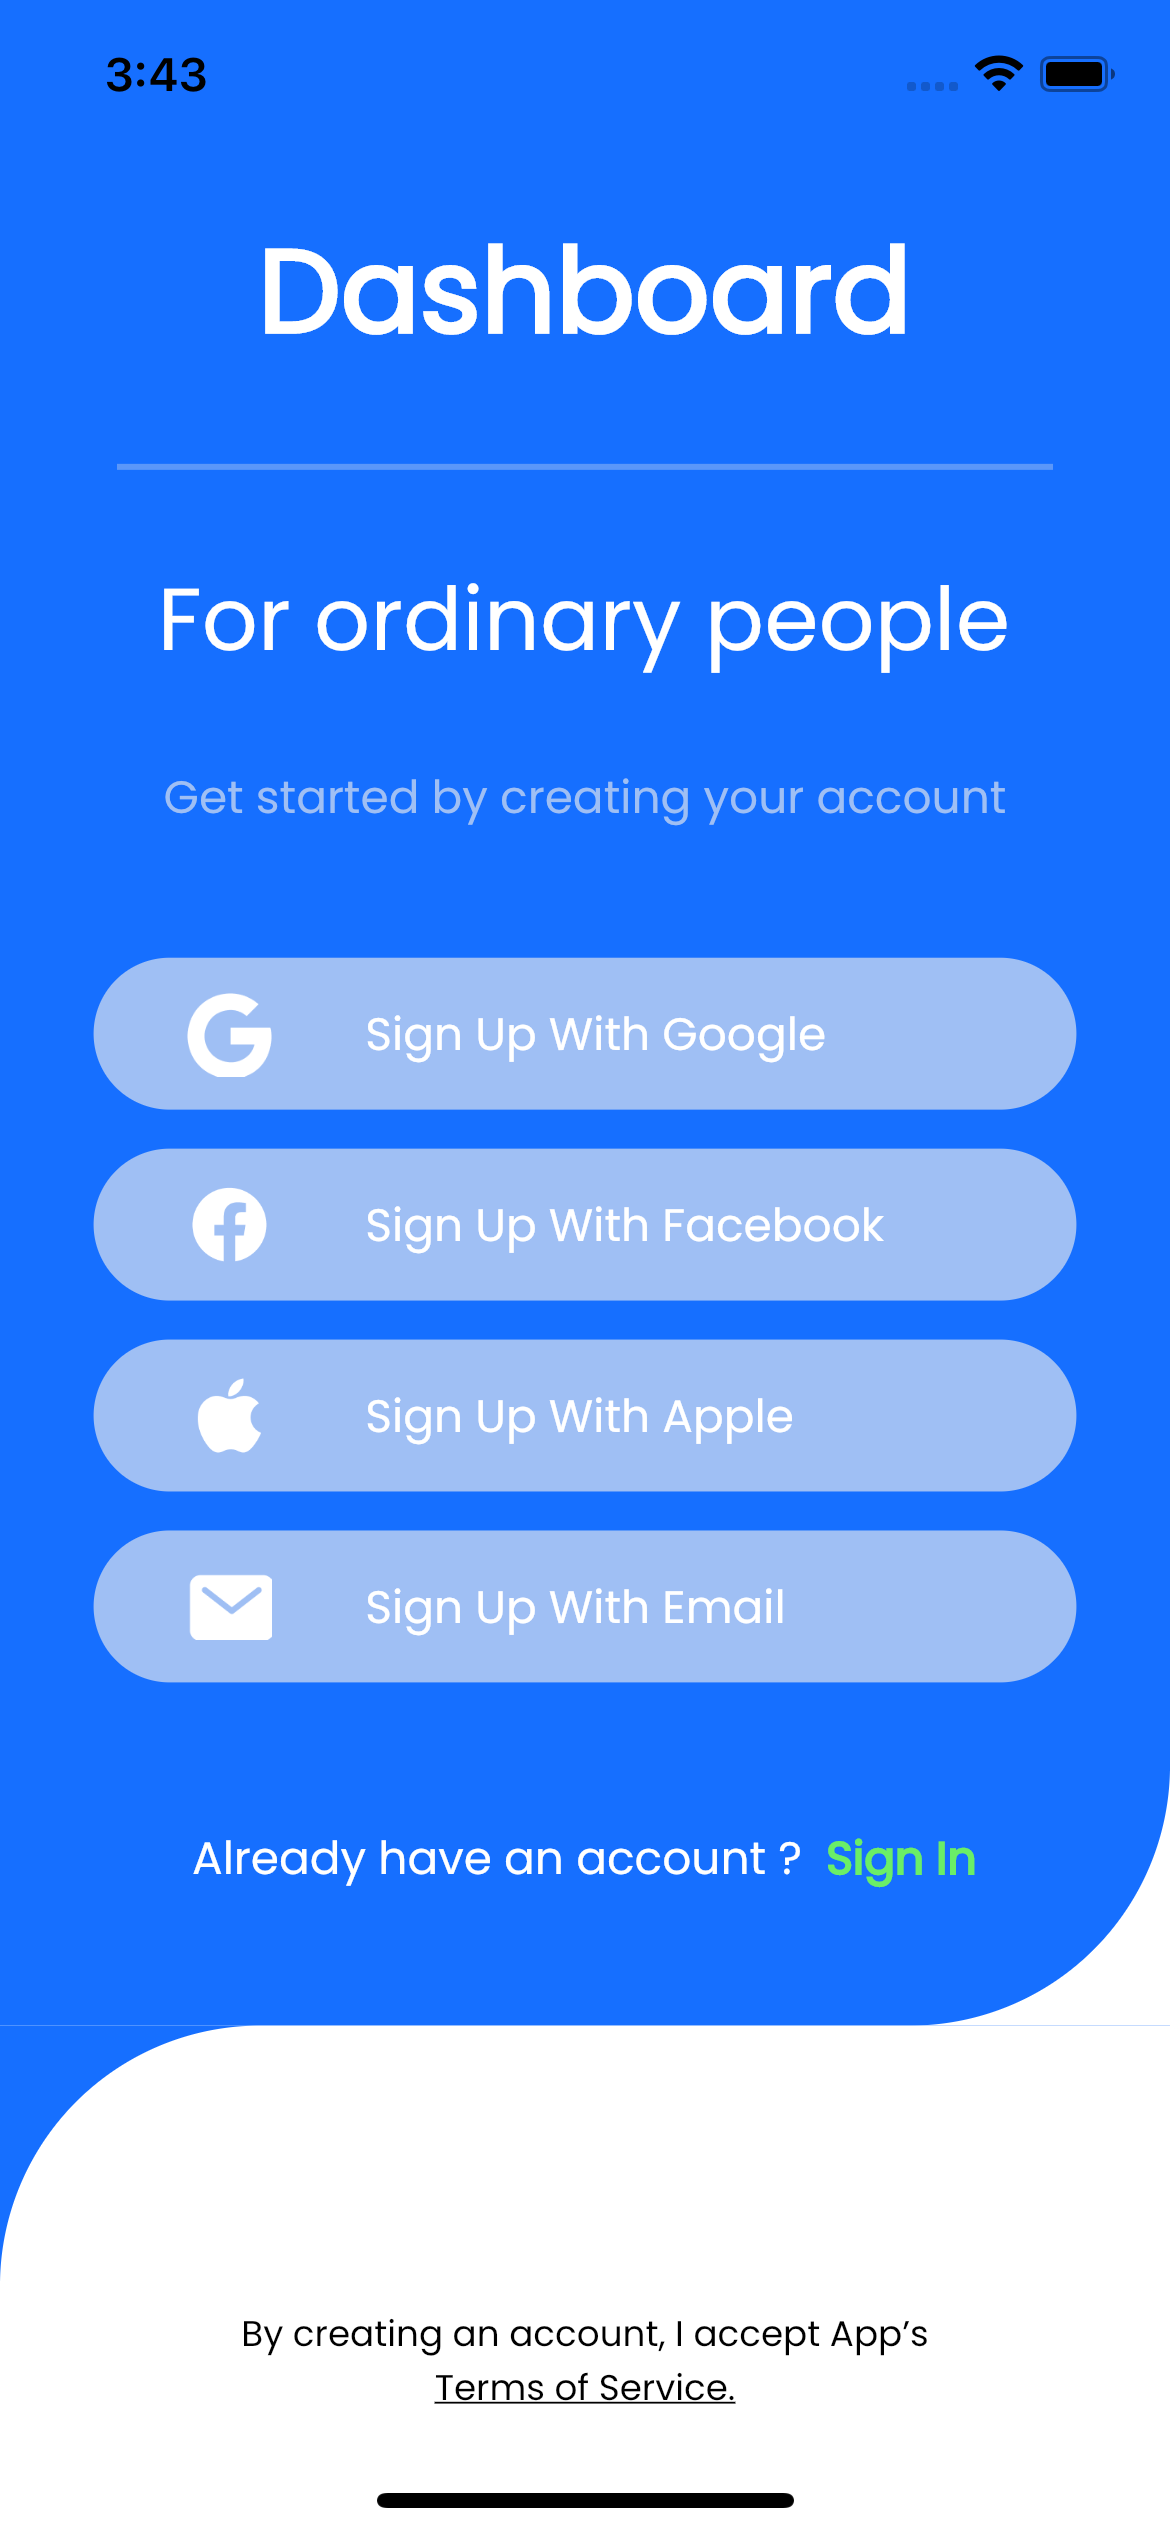 3:43
Dashboard
For ordinary people
Get started by creating your account
Sign Up With Google
Sign Up With Facebook
Sign Up With Apple
Sign Up With Email
Already have an account ? Sign In
By creating an account, I accept App’s
Terms of Service.